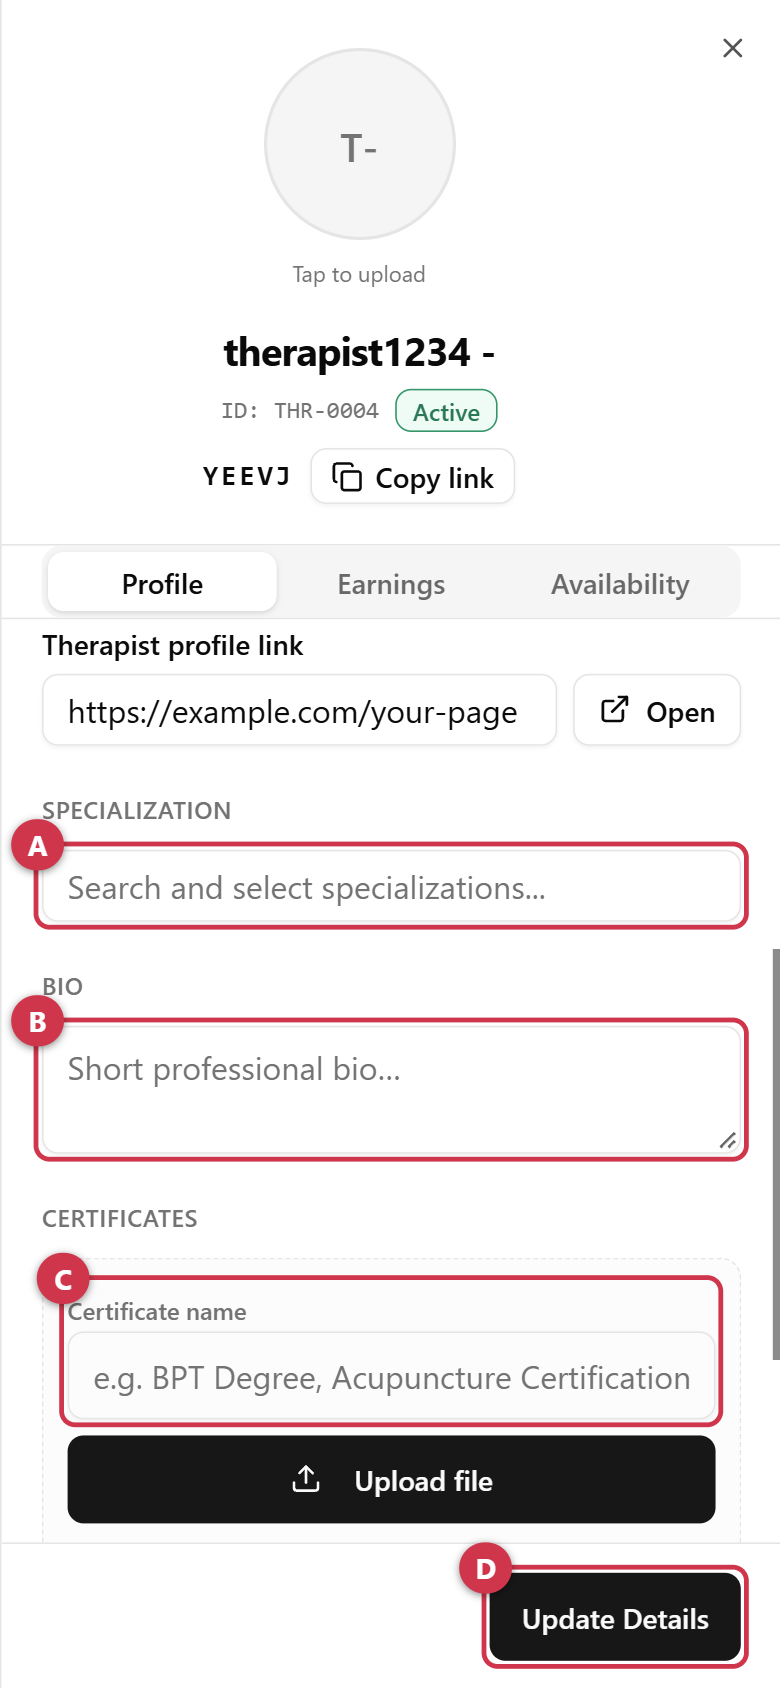 T-
Tap to upload
therapist1234 -
ID: THR-0004 Active
YEEVJ Copy link
Profile Earnings Availability
Therapist profile link
https://example.com/your-page Open
SPECIALIZATION
A
Search and select specializations...
BIO
B
Short professional bio...
CERTIFICATES
C
Certificate name
e.g. BPT Degree, Acupuncture Certification
Upload file
D
Update Details